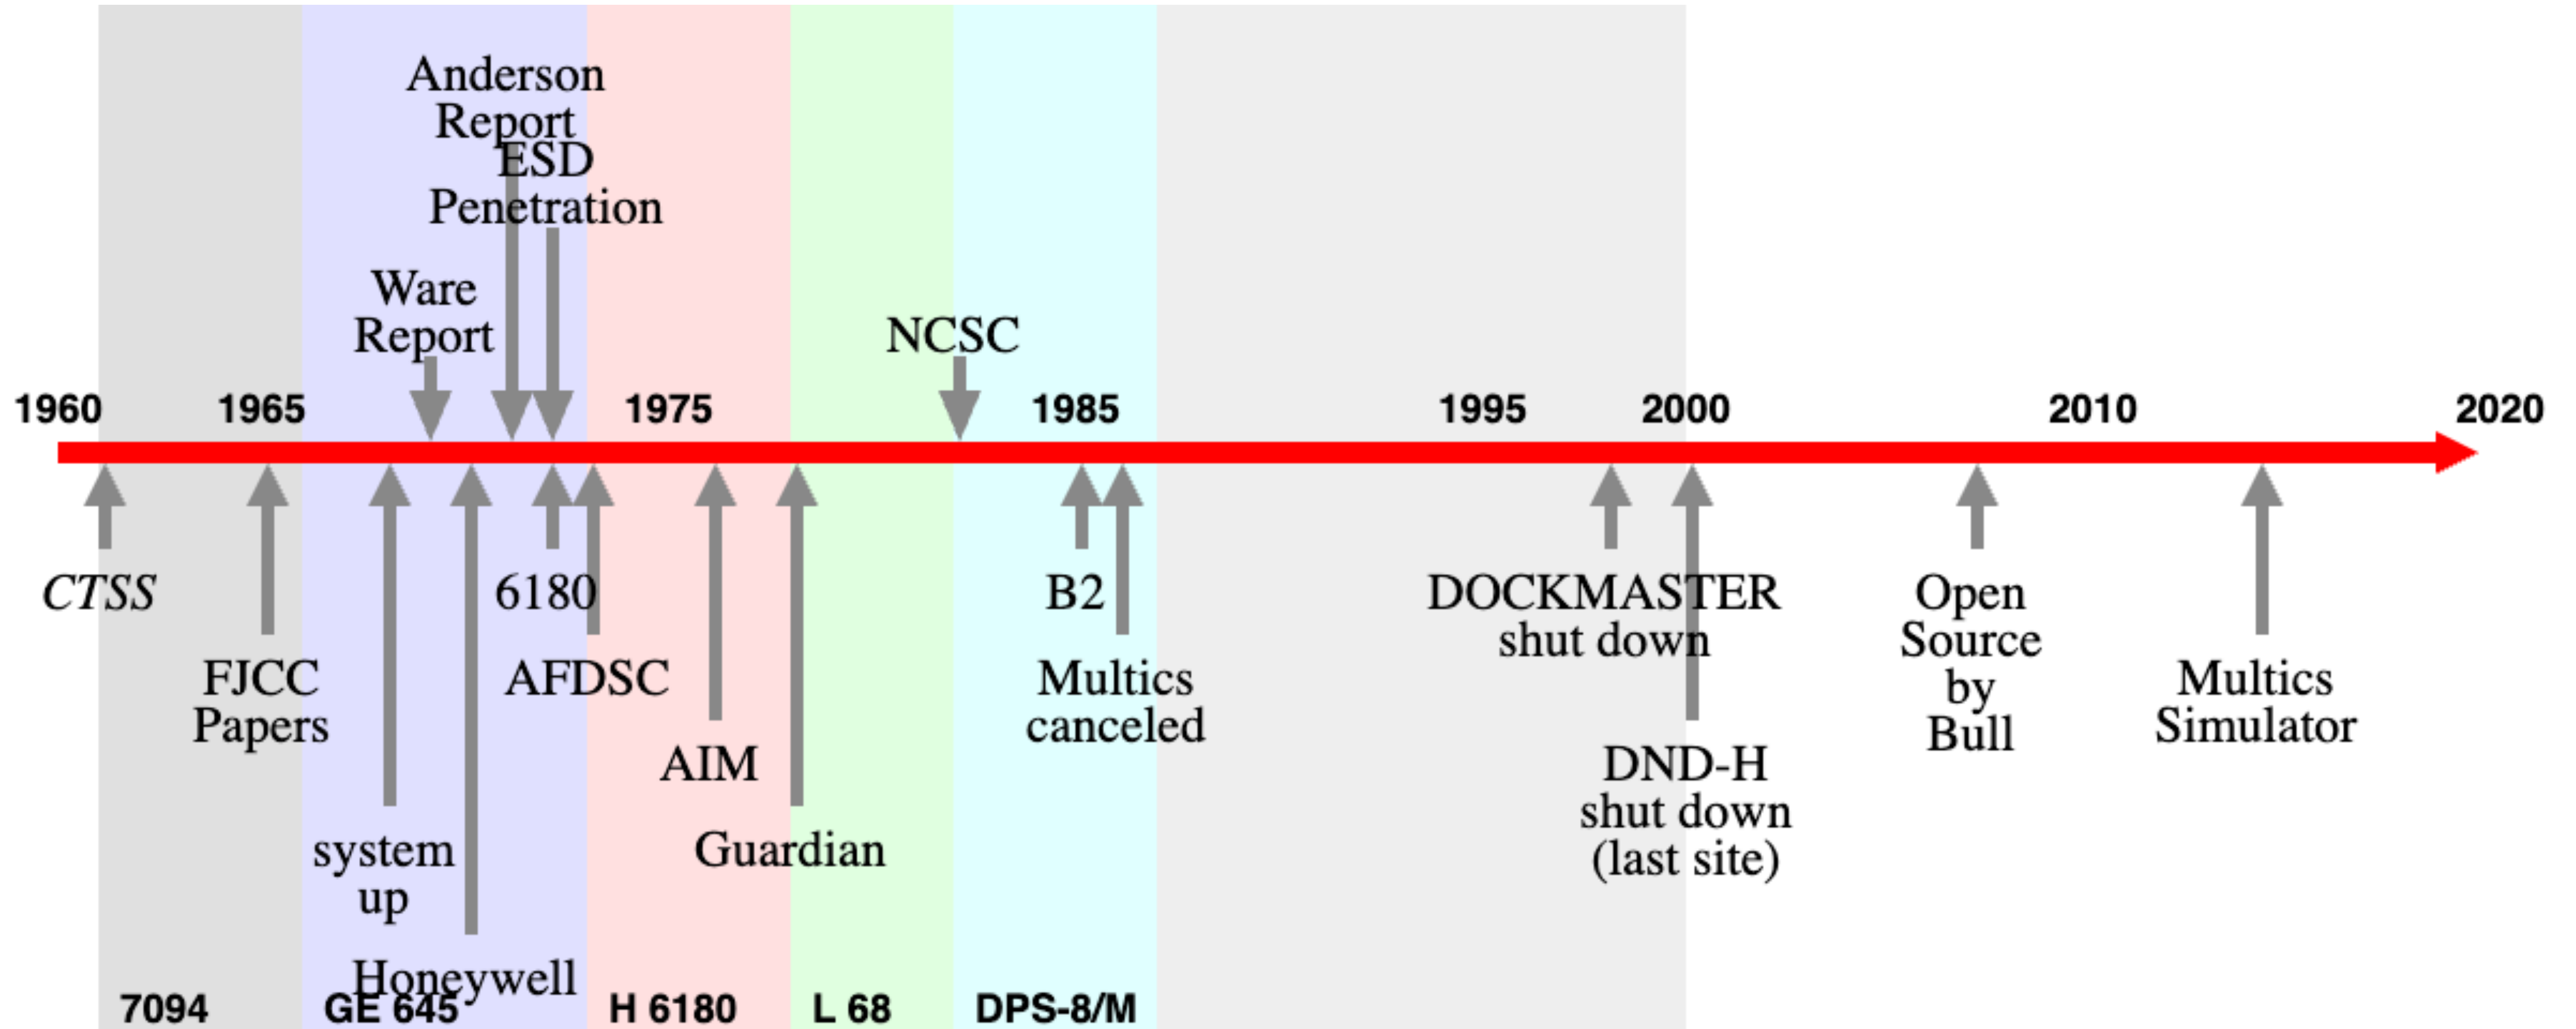 Anderson
Report
ESD
Penetration
Ware
Report
NCSC
1960
1965
1975
1985
1995
2000
2010
2020
CTSS
6180
B2
DOCKMASTER
shut down
Open
Source
by
Bull
FJCC
Papers
AFDSC
Multics
canceled
Multics
Simulator
AIM
DND-H
shut down
(last site)
system
up
Guardian
Honeywell
7094
GE 645
H 6180
L 68
DPS-8/M